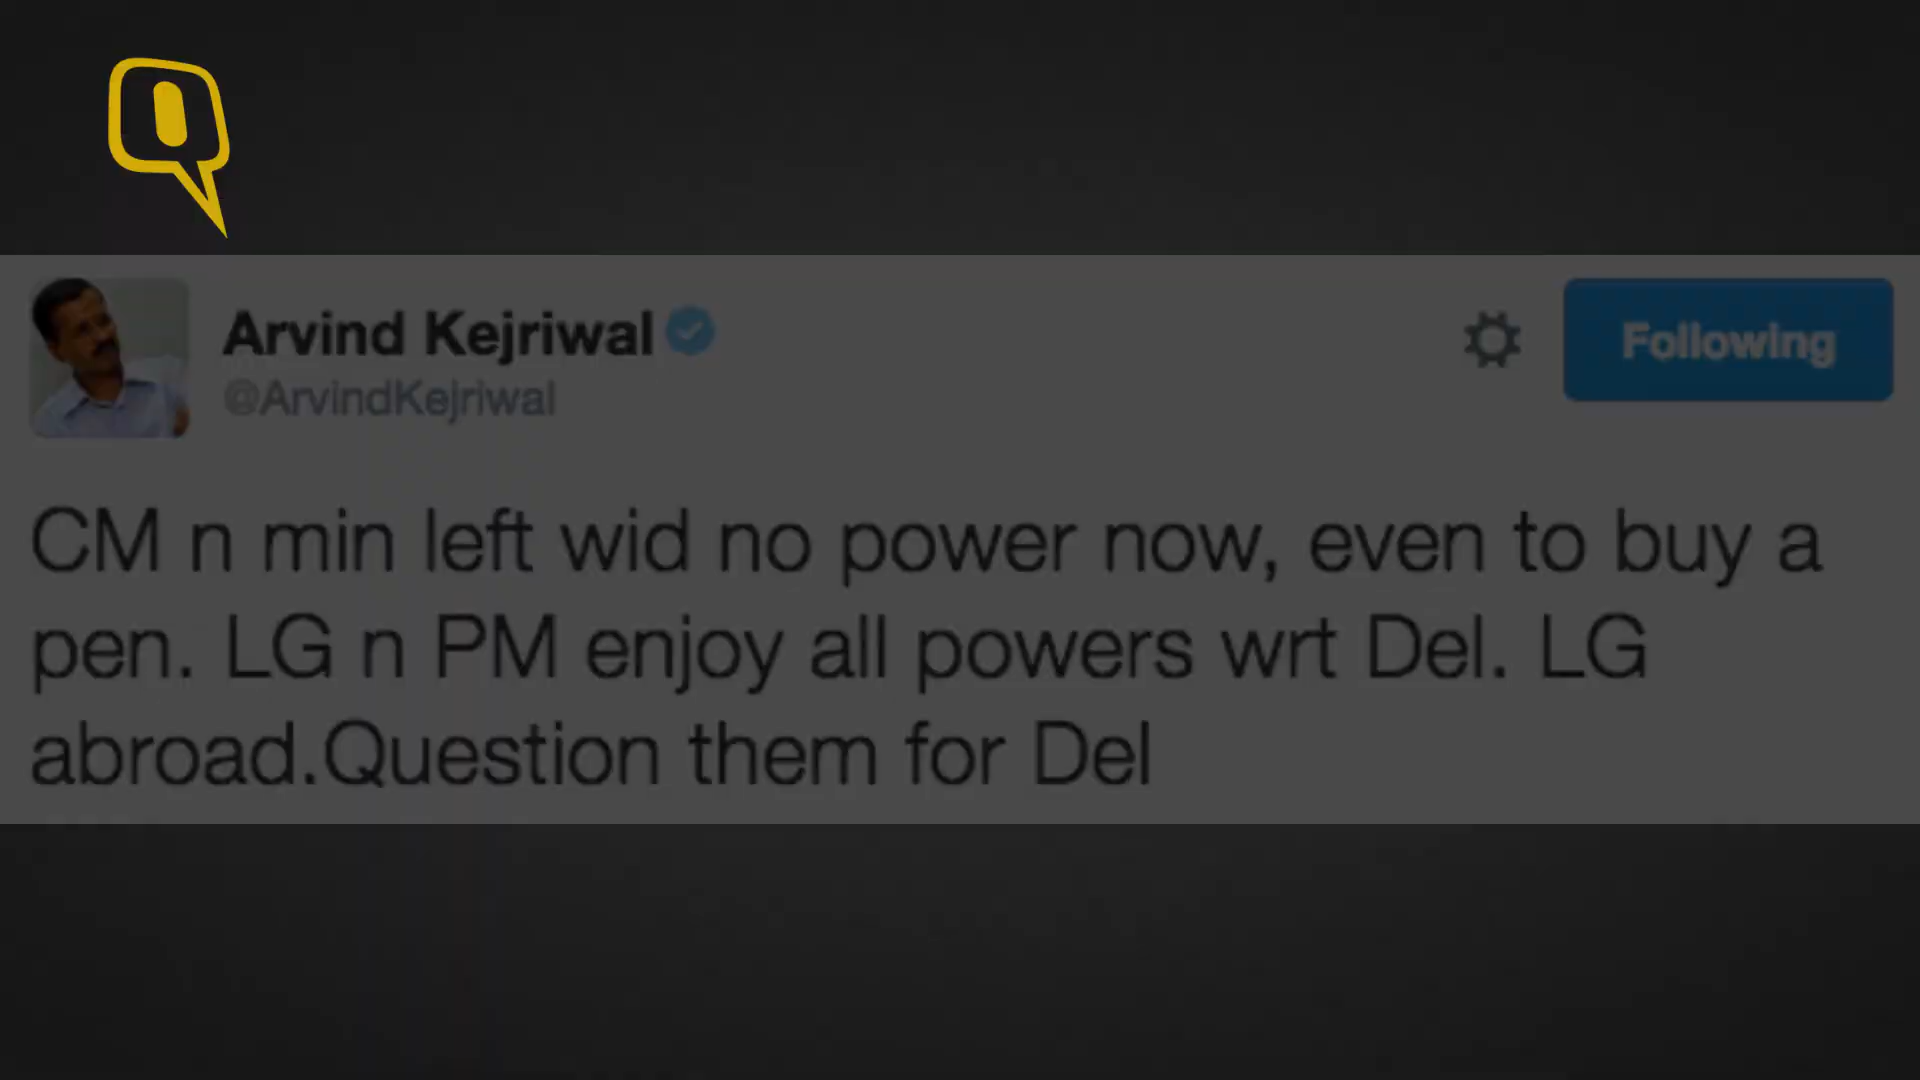 Arvind Kejriwal
@ArvindKejriwal
Following
CM n min left wid no power now, even to buy a
pen. LG n PM enjoy all powers wrt Del. LG
abroad.Question them for Del